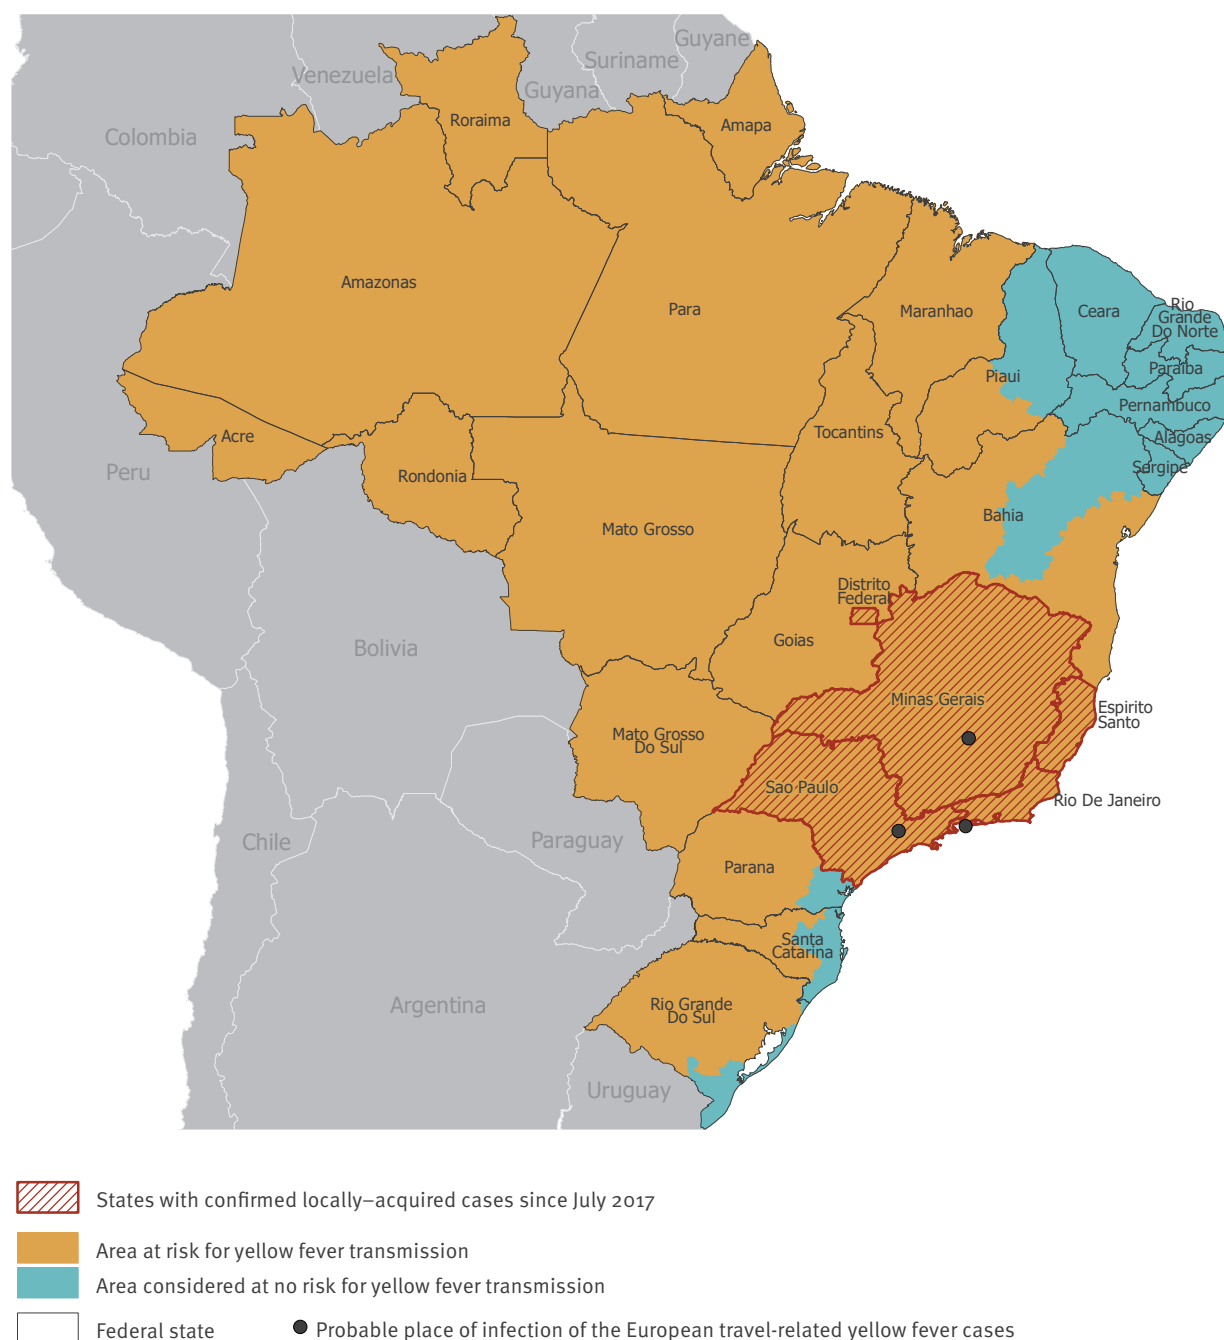 Guyane
Suriname
Venezuela
Guyana
Roraima
Amapa
Colombia
Amazonas
Para
Maranhao
Ceara
Rio
Grande
Do Norte
Paraiba
Piaui
Pernambuco
Acre
Tocantins
Alagoas
Peru
Rondonia
Sergipe
Mato Grosso
Bahia
Distrito
Federal
Goias
Bolivia
Minas Gerais
Espirito
Santo
Mato Grosso
Do Sul
Sao Paulo
Rio De Janeiro
Chile
Paraguay
Parana
Santa
Catarina
Argentina
Rio Grande
Do Sul
Uruguay
States with confirmed locally–acquired cases since July 2017
Area at risk for yellow fever transmission
Area considered at no risk for yellow fever transmission
Federal state
Probable place of infection of the European travel-related yellow fever cases